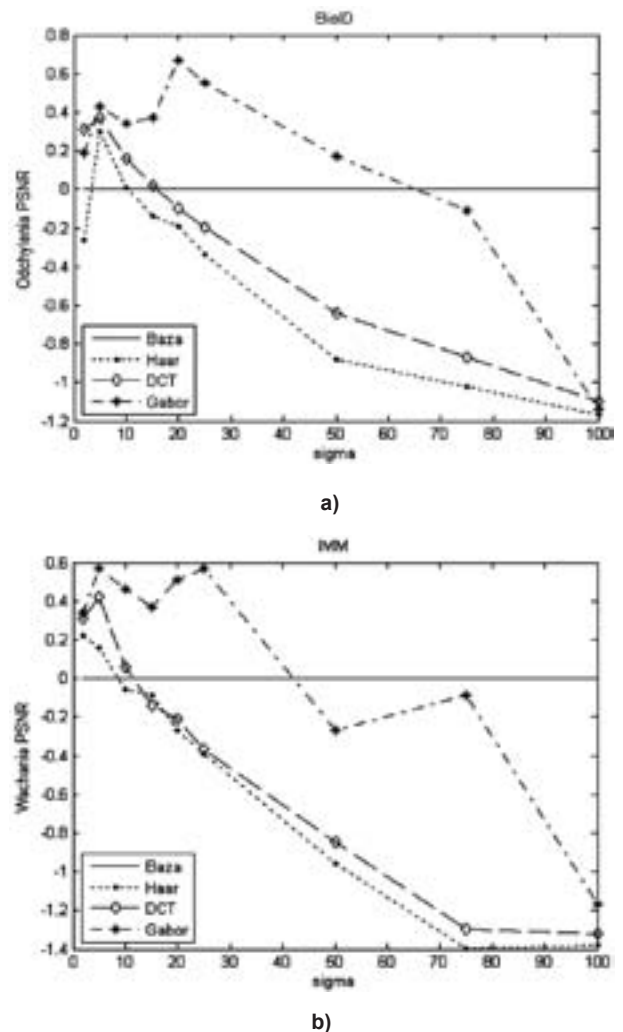 BioID
0.8
0.6
0.4
0.2
0
-0.2
-0.4
-0.6
-0.8
-1
-1.2
Odchylania PSNR
Baza
Haar
DCT
Gabor
0 10 20 30 40 50 60 70 80 90 100
sigma
a)
IMM
0.6
0.4
0.2
0
-0.2
-0.4
-0.6
-0.8
-1
-1.2
-1.4
Wachania PSNR
Baza
Haar
DCT
Gabor
0 10 20 30 40 50 60 70 80 90 100
sigma
b)